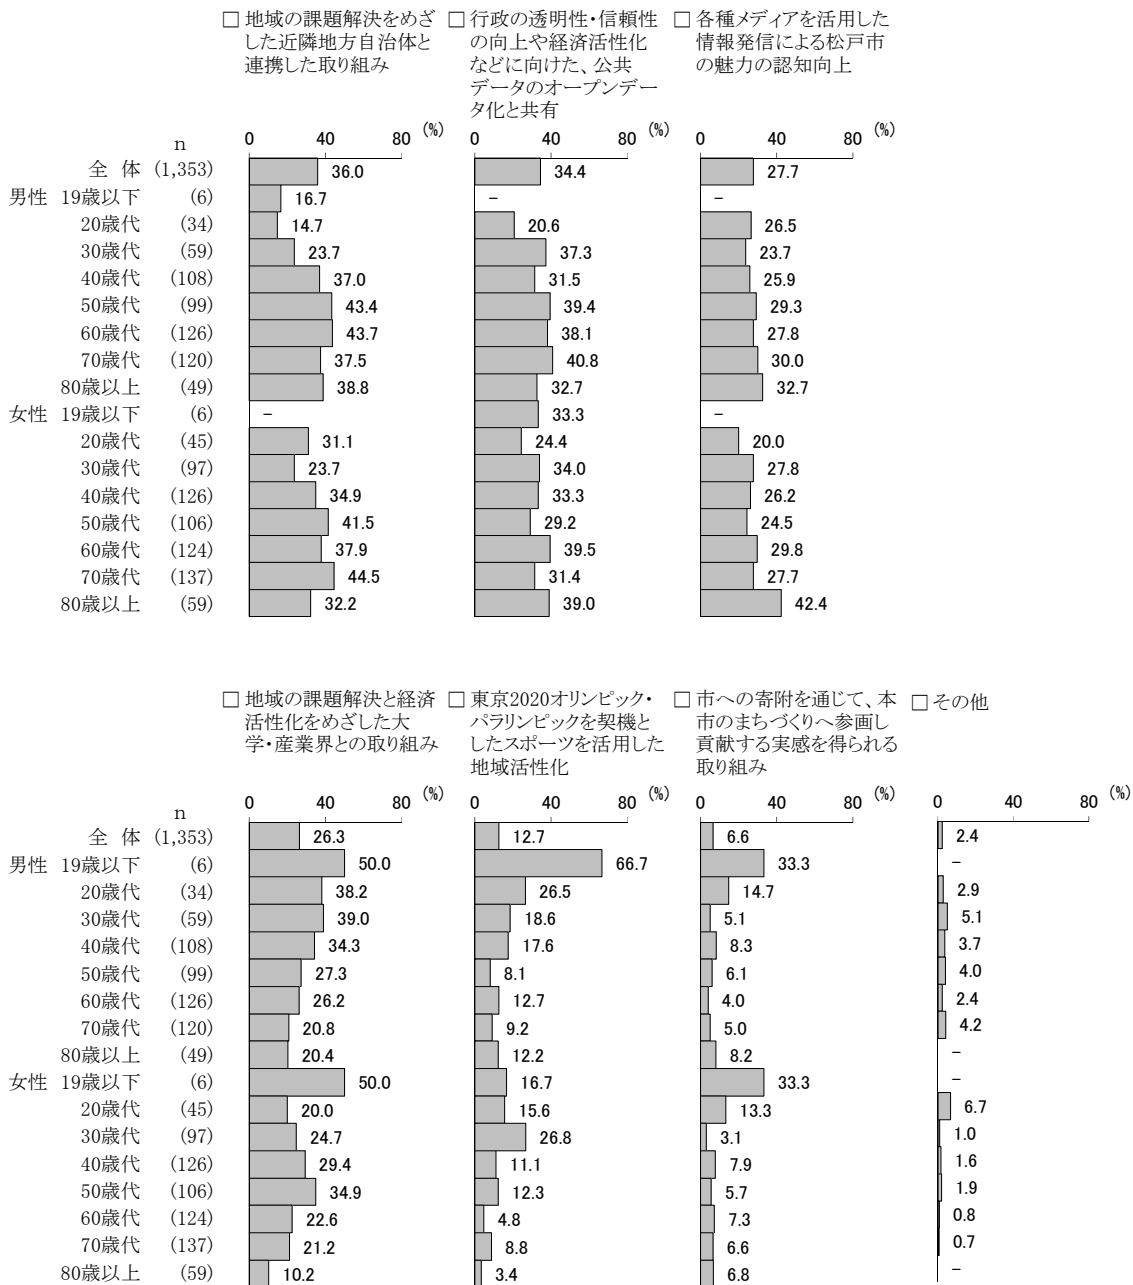 □ 地域の課題解決をめざ
した近隣地方自治体と
連携した取り組み
□ 行政の透明性・信頼性
の向上や経済活性化
などに向けた、公共
データのオープンデー
タ化と共有
□ 各種メディアを活用した
情報発信による松戸市
の魅力の認知向上
n 0 40 80 (%) 0 40 80 (%) 0 40 80 (%)
全 体 (1,353) 36.0 34.4 27.7
男性 19歳以下 (6) 16.7 － －
20歳代 (34) 14.7 20.6 26.5
30歳代 (59) 23.7 37.3 23.7
40歳代 (108) 37.0 31.5 25.9
50歳代 (99) 43.4 39.4 29.3
60歳代 (126) 43.7 38.1 27.8
70歳代 (120) 37.5 40.8 30.0
80歳以上 (49) 38.8 32.7 32.7
女性 19歳以下 (6) － 33.3 －
20歳代 (45) 31.1 24.4 20.0
30歳代 (97) 23.7 34.0 27.8
40歳代 (126) 34.9 33.3 26.2
50歳代 (106) 41.5 29.2 24.5
60歳代 (124) 37.9 39.5 29.8
70歳代 (137) 44.5 31.4 27.7
80歳以上 (59) 32.2 39.0 42.4
□ 地域の課題解決と経済
活性化をめざした大
学・産業界との取り組み
□ 東京2020オリンピック・
パラリンピックを契機と
したスポーツを活用した
地域活性化
□ 市への寄附を通じて、本
市のまちづくりへ参画し
貢献する実感を得られる
取り組み
□ その他
n 0 40 80 (%) 0 40 80 (%) 0 40 80 (%) 0 40 80 (%)
全 体 (1,353) 26.3 12.7 6.6 2.4
男性 19歳以下 (6) 50.0 66.7 33.3 －
20歳代 (34) 38.2 26.5 14.7 2.9
30歳代 (59) 39.0 18.6 5.1 5.1
40歳代 (108) 34.3 17.6 8.3 3.7
50歳代 (99) 27.3 8.1 6.1 4.0
60歳代 (126) 26.2 12.7 4.0 2.4
70歳代 (120) 20.8 9.2 5.0 4.2
80歳以上 (49) 20.4 12.2 8.2 －
女性 19歳以下 (6) 50.0 16.7 33.3 －
20歳代 (45) 20.0 15.6 13.3 6.7
30歳代 (97) 24.7 26.8 3.1 1.0
40歳代 (126) 29.4 11.1 7.9 1.6
50歳代 (106) 34.9 12.3 5.7 1.9
60歳代 (124) 22.6 4.8 7.3 0.8
70歳代 (137) 21.2 8.8 6.6 0.7
80歳以上 (59) 10.2 3.4 6.8 －